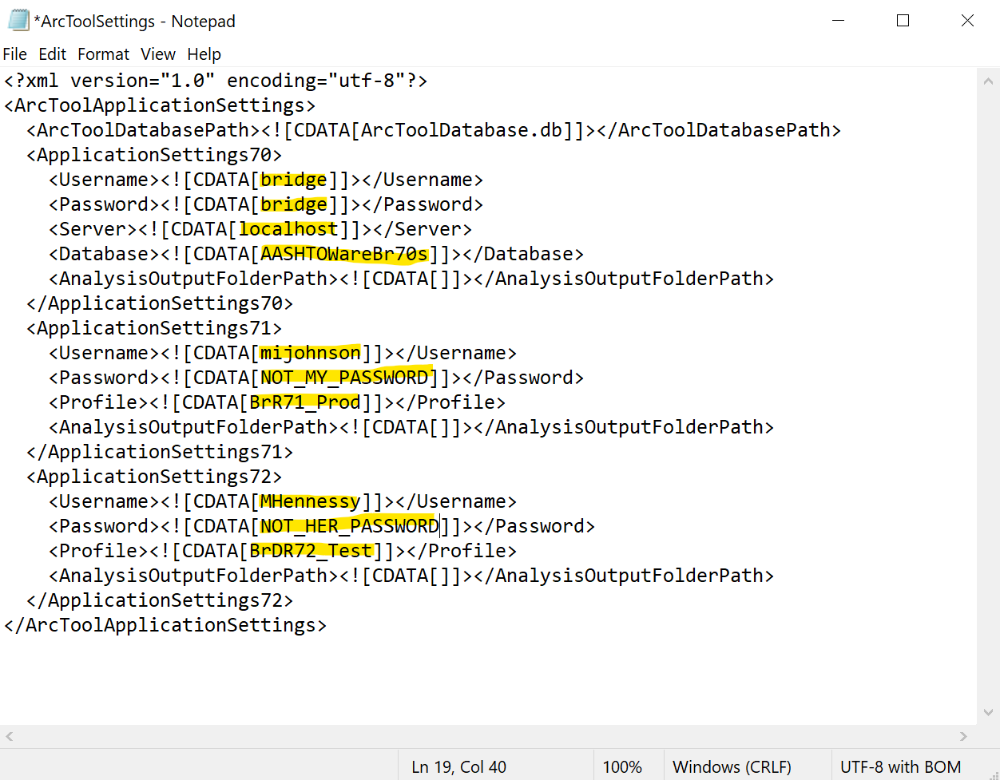 *ArcToolSettings - Notepad
File Edit Format View Help
<?xml version="1.0" encoding="utf-8"?>
<ArcToolApplicationSettings>
  <ArcToolDatabasePath><![CDATA[ArcToolDatabase.db]]></ArcToolDatabasePath>
  <ApplicationSettings70>
    <Username><![CDATA[bridge]]></Username>
    <Password><![CDATA[bridge]]></Password>
    <Server><![CDATA[localhost]]></Server>
    <Database><![CDATA[AASHTOWareBr70s]]></Database>
    <AnalysisOutputFolderPath><![CDATA[]]></AnalysisOutputFolderPath>
  </ApplicationSettings70>
  <ApplicationSettings71>
    <Username><![CDATA[mijohnson]]></Username>
    <Password><![CDATA[NOT_MY_PASSWORD]]></Password>
    <Profile><![CDATA[BrR71_Prod]]></Profile>
    <AnalysisOutputFolderPath><![CDATA[]]></AnalysisOutputFolderPath>
  </ApplicationSettings71>
  <ApplicationSettings72>
    <Username><![CDATA[MHennessy]]></Username>
    <Password><![CDATA[NOT_HER_PASSWORD]]></Password>
    <Profile><![CDATA[BrDR72_Test]]></Profile>
    <AnalysisOutputFolderPath><![CDATA[]]></AnalysisOutputFolderPath>
  </ApplicationSettings72>
</ArcToolApplicationSettings>
Ln 19, Col 40 100% Windows (CRLF) UTF-8 with BOM